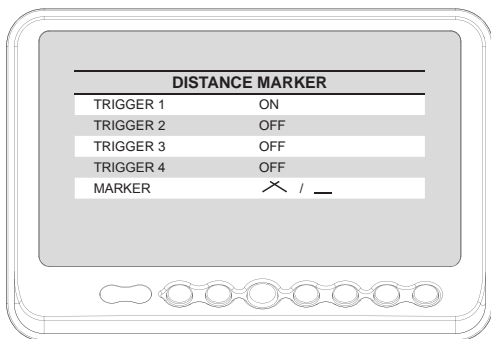 DISTANCE MARKER
TRIGGER 1 ON
TRIGGER 2 OFF
TRIGGER 3 OFF
TRIGGER 4 OFF
MARKER /